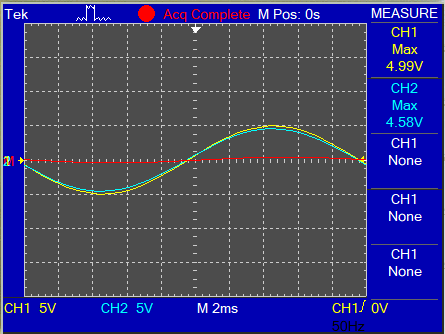 Tek Acq Complete M Pos: 0s MEASURE
CH1
Max
4.99V
CH2
Max
4.58V
CH1
None
CH1
None
CH1
None
CH1 5V CH2 5V M 2ms CH1 0V